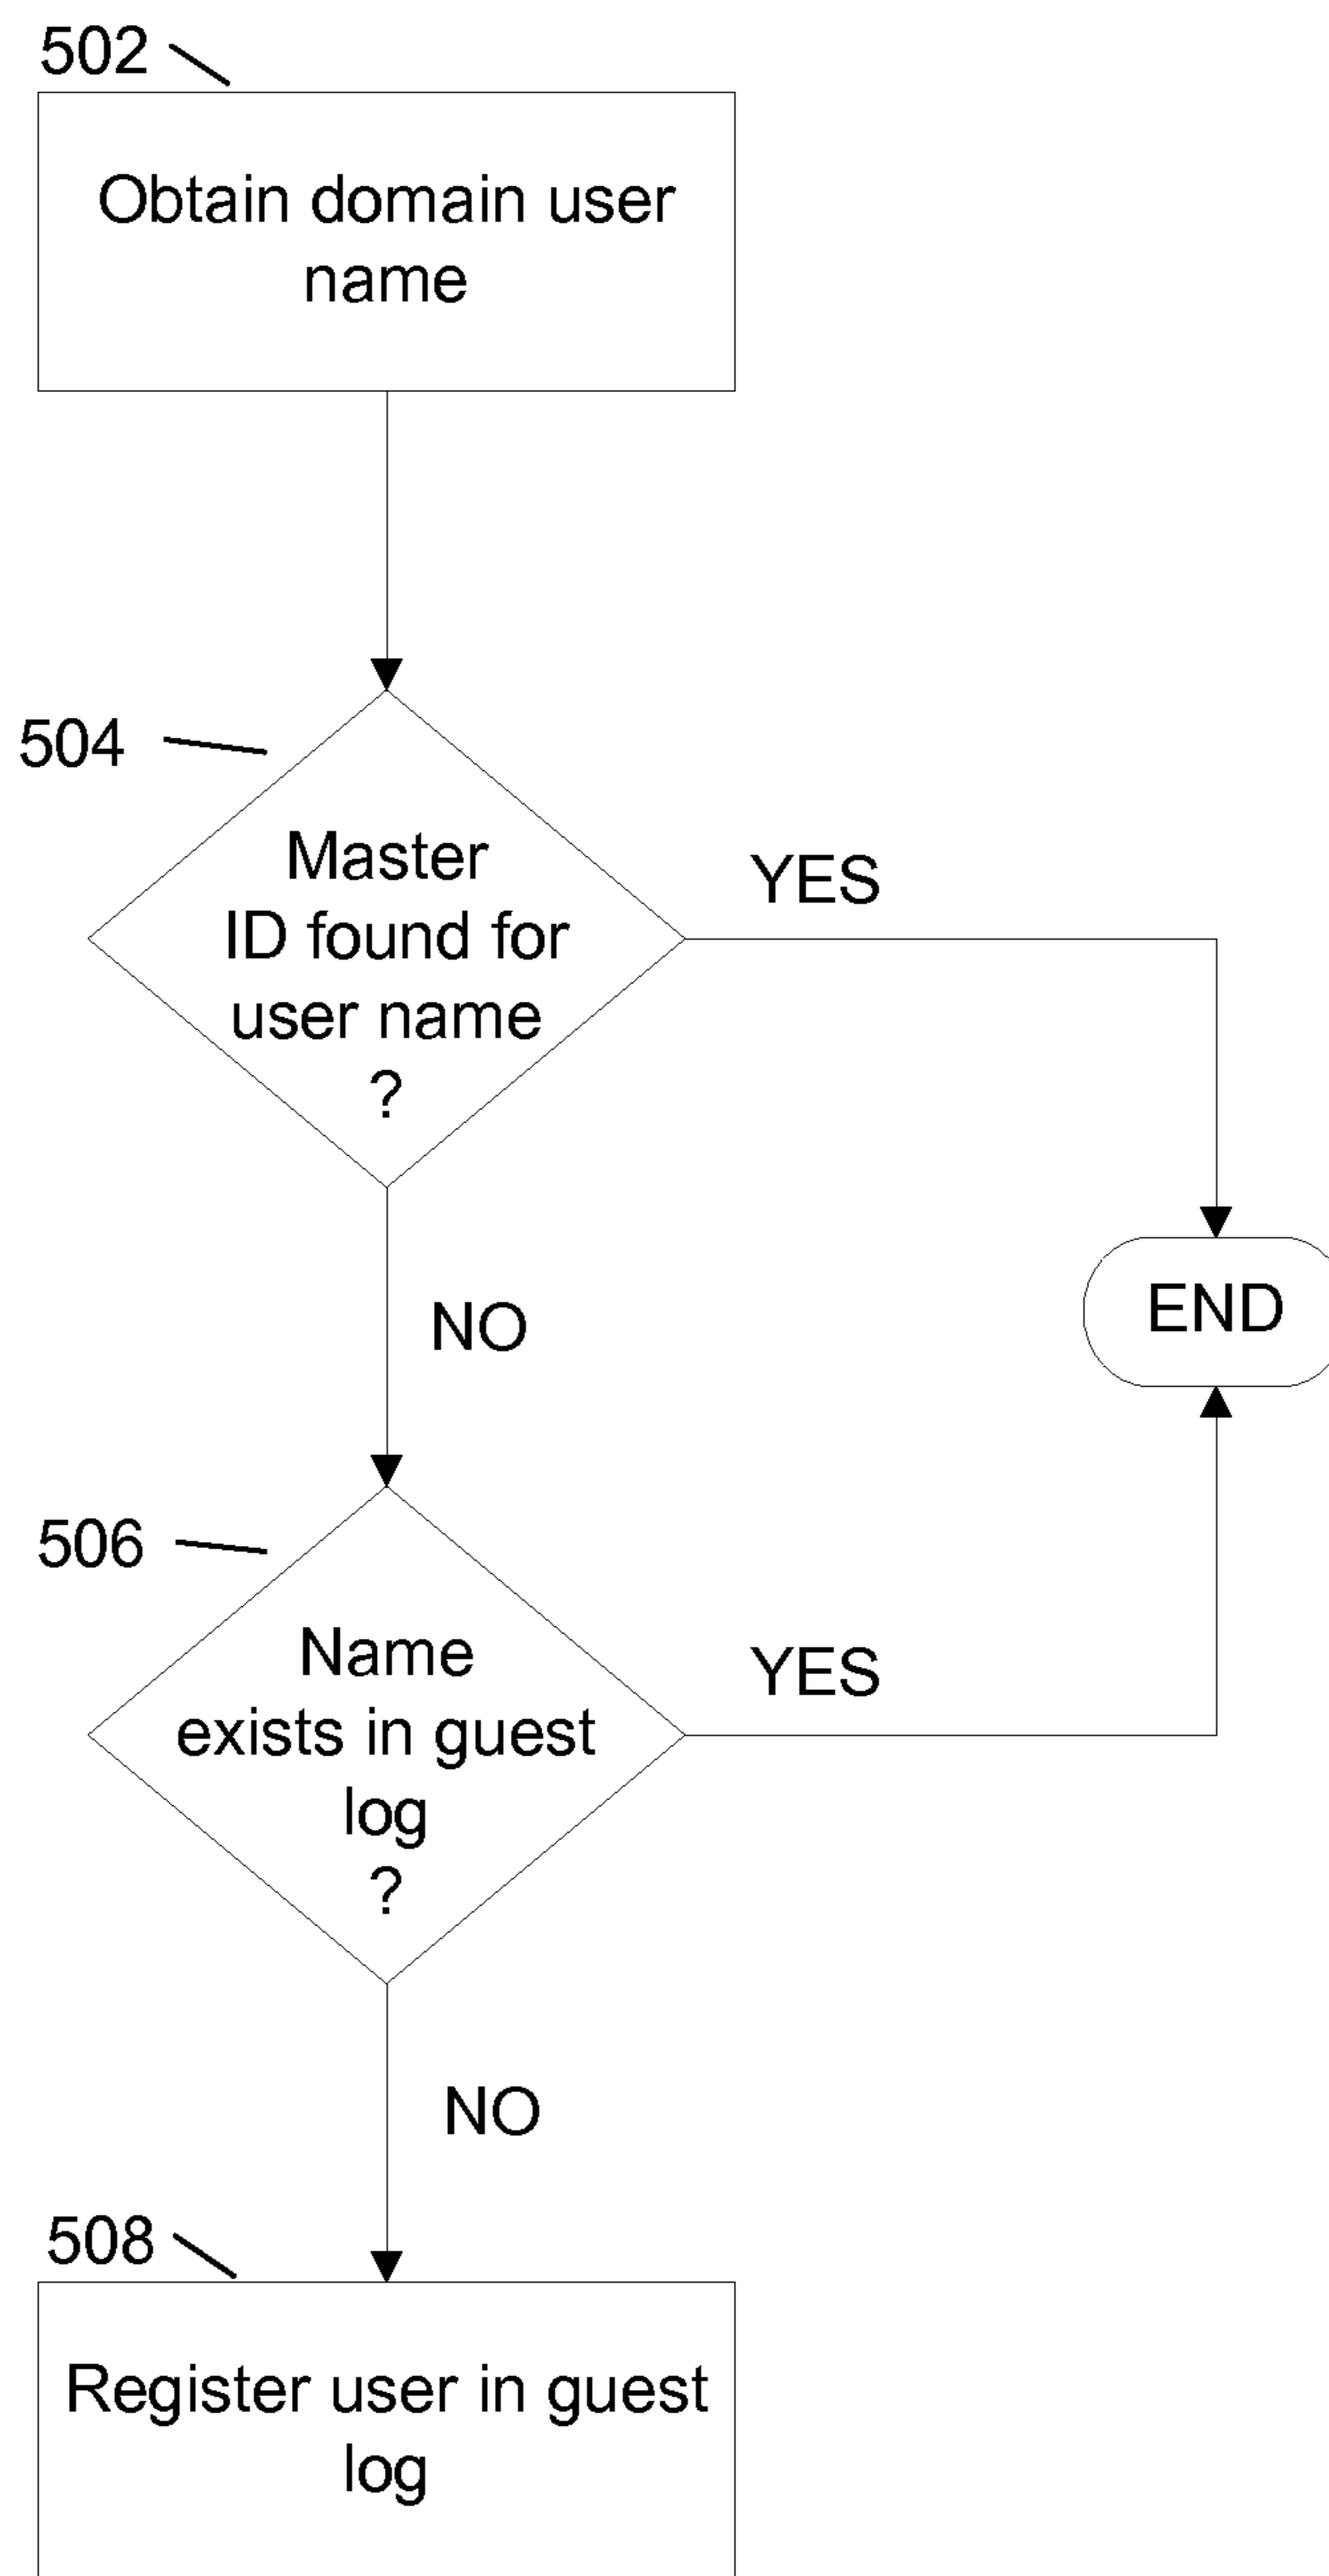 502
Obtain domain user
name
504
Master
ID found for
user name
?
YES
NO
END
506
Name
exists in guest
log
?
YES
NO
508
Register user in guest
log